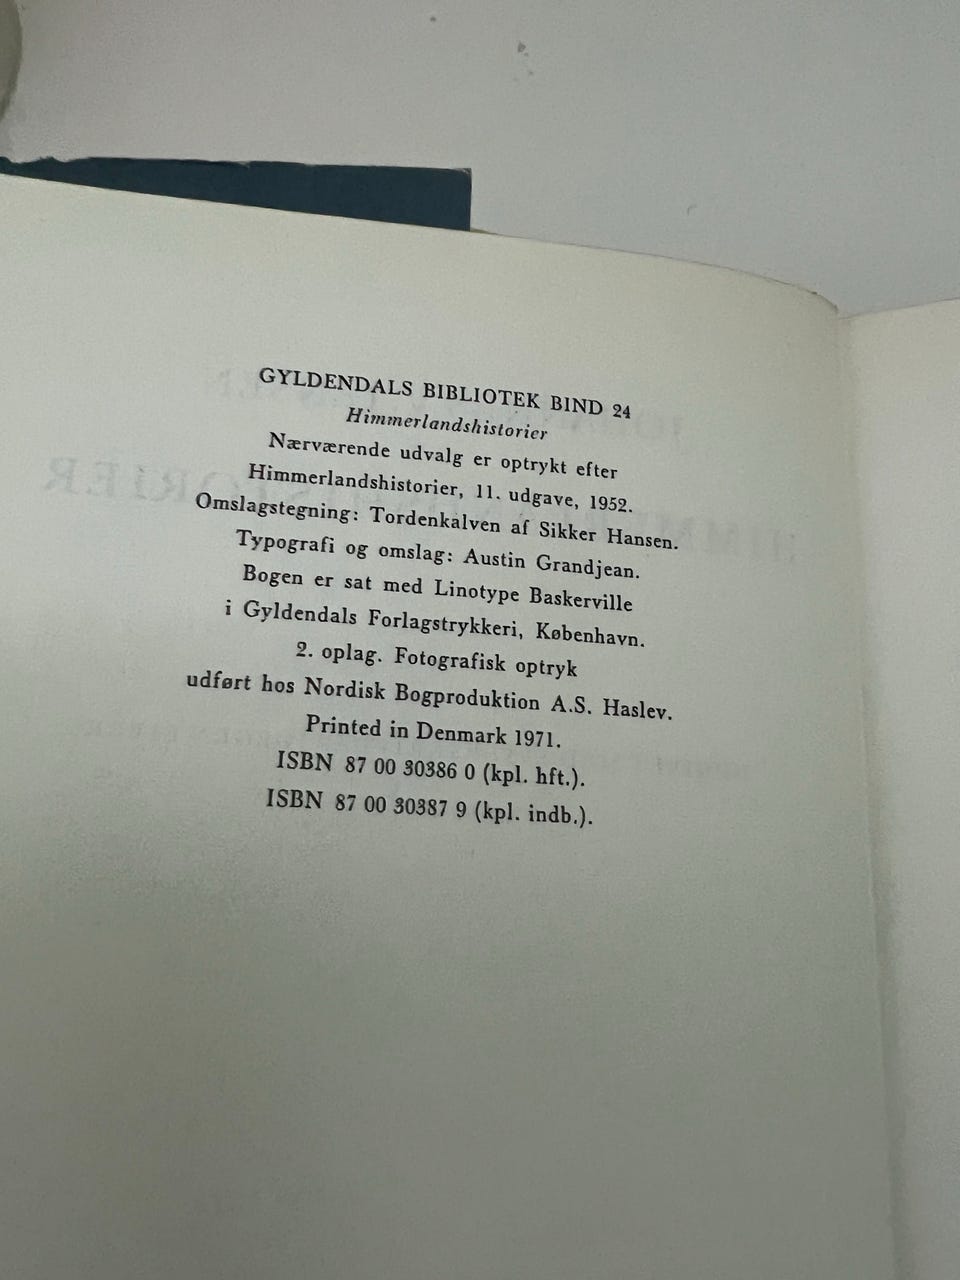 GYLDENDALS BIBLIOTEK BIND 24
Himmerlandshistorier
Nærværende udvalg er optrykt efter
Himmerlandshistorier, 11. udgave, 1952.
Omslagstegning: Tordenkalven af Sikker Hansen.
Typografi og omslag: Austin Grandjean.
Bogen er sat med Linotype Baskerville
i Gyldendals Forlagstrykkeri, København.
2. oplag. Fotografisk optryk
udført hos Nordisk Bogproduktion A.S. Haslev.
Printed in Denmark 1971.
ISBN 87 00 30386 0 (kpl. hft.).
ISBN 87 00 30387 9 (kpl. indb.).